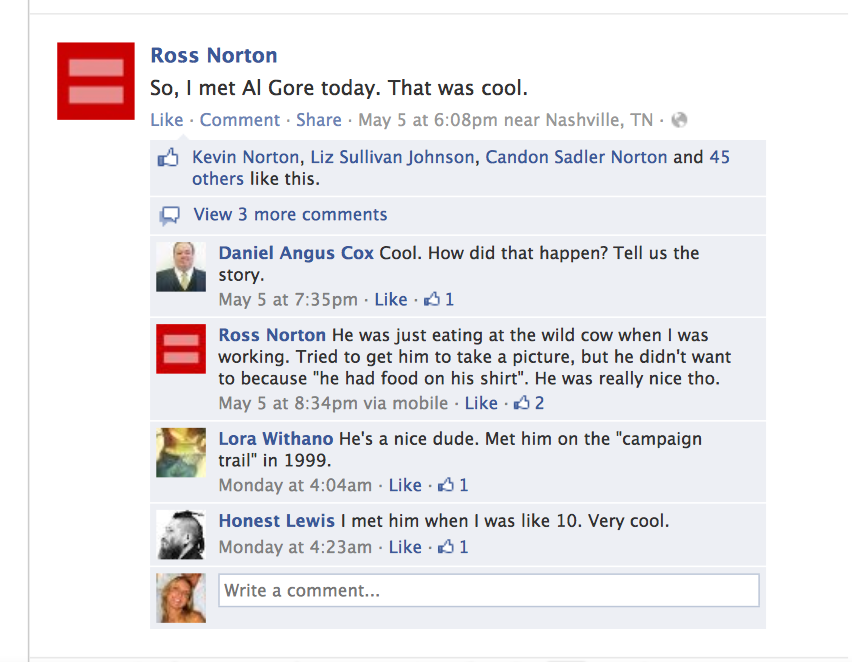 Ross Norton
So, I met Al Gore today. That was cool.
Like · Comment · Share · May 5 at 6:08pm near Nashville, TN ·
Kevin Norton, Liz Sullivan Johnson, Candon Sadler Norton and 45
others like this.
View 3 more comments
Daniel Angus Cox Cool. How did that happen? Tell us the
story.
May 5 at 7:35pm · Like · 1
Ross Norton He was just eating at the wild cow when I was
working. Tried to get him to take a picture, but he didn't want
to because "he had food on his shirt". He was really nice tho.
May 5 at 8:34pm via mobile · Like · 2
Lora Withano He's a nice dude. Met him on the "campaign
trail" in 1999.
Monday at 4:04am · Like · 1
Honest Lewis I met him when I was like 10. Very cool.
Monday at 4:23am · Like · 1
Write a comment...